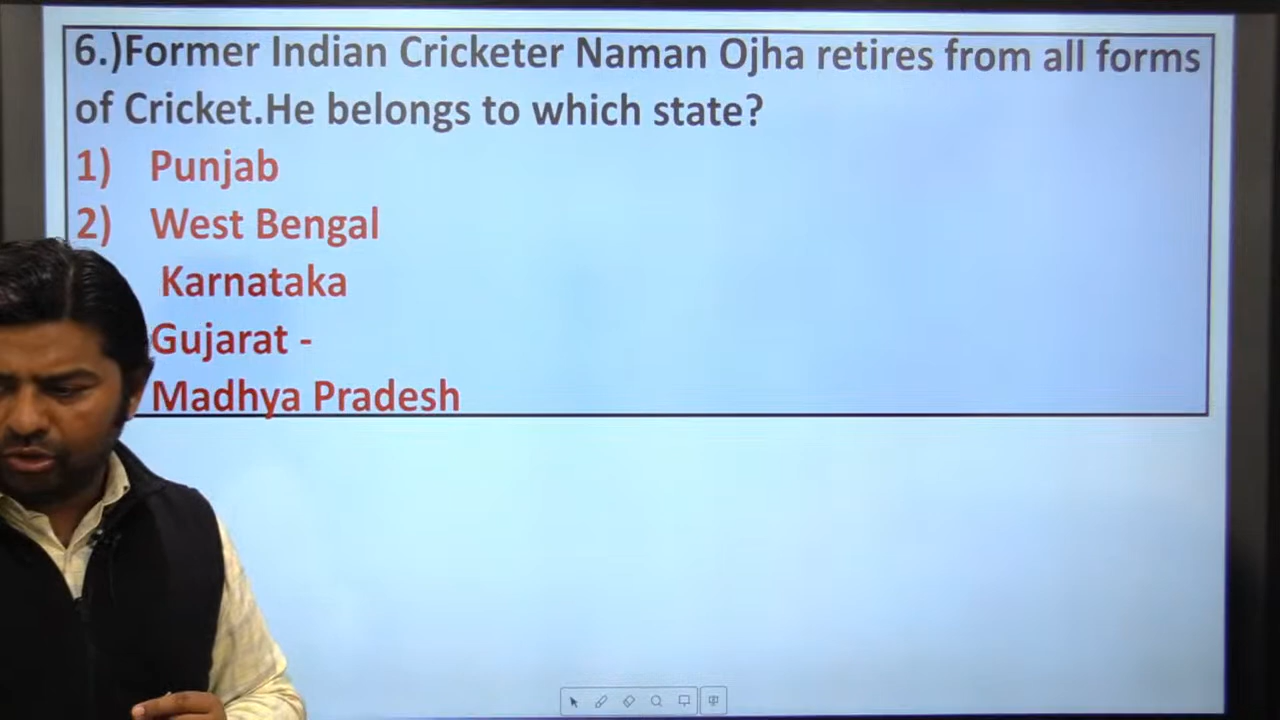 6.)Former Indian Cricketer Naman Ojha retires from all forms
of Cricket.He belongs to which state?
1) Punjab
2) West Bengal
Karnataka
Gujarat -
Madhya Pradesh